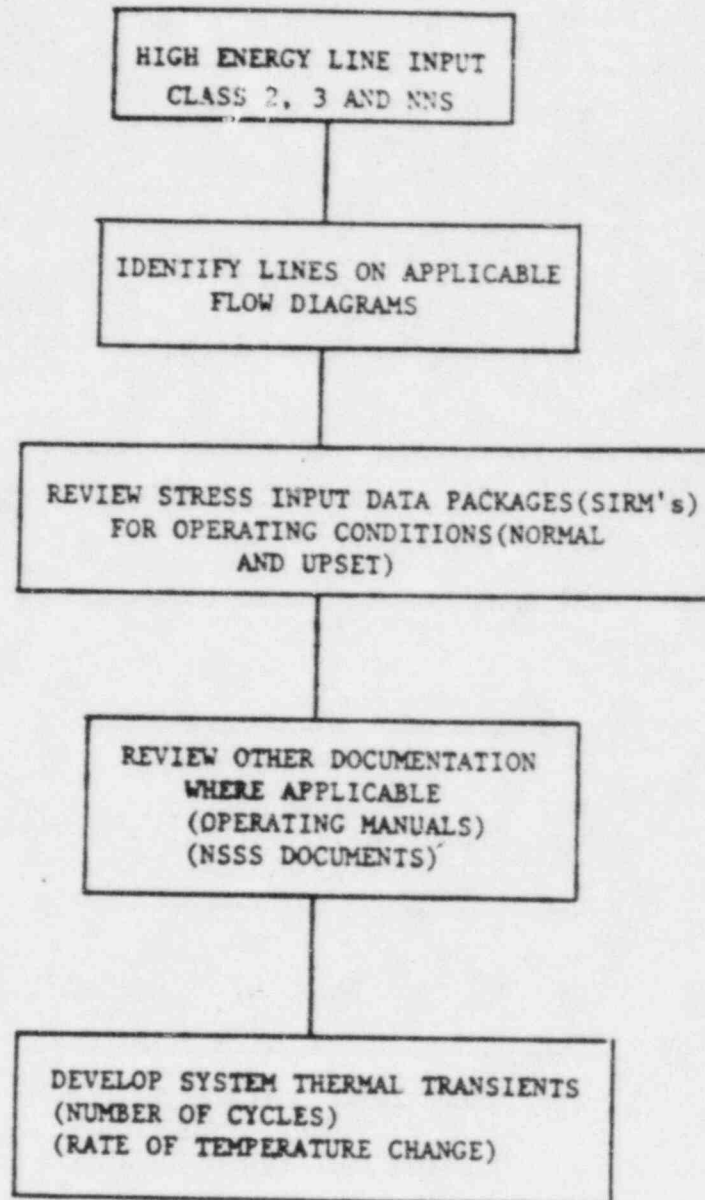 HIGH ENERGY LINE INPUT
CLASS 2, 3 AND NNS
IDENTIFY LINES ON APPLICABLE
FLOW DIAGRAMS
REVIEW STRESS INPUT DATA PACKAGES(SIRM's)
FOR OPERATING CONDITIONS(NORMAL
AND UPSET)
REVIEW OTHER DOCUMENTATION
WHERE APPLICABLE
(OPERATING MANUALS)
(NSSS DOCUMENTS)
DEVELOP SYSTEM THERMAL TRANSIENTS
(NUMBER OF CYCLES)
(RATE OF TEMPERATURE CHANGE)